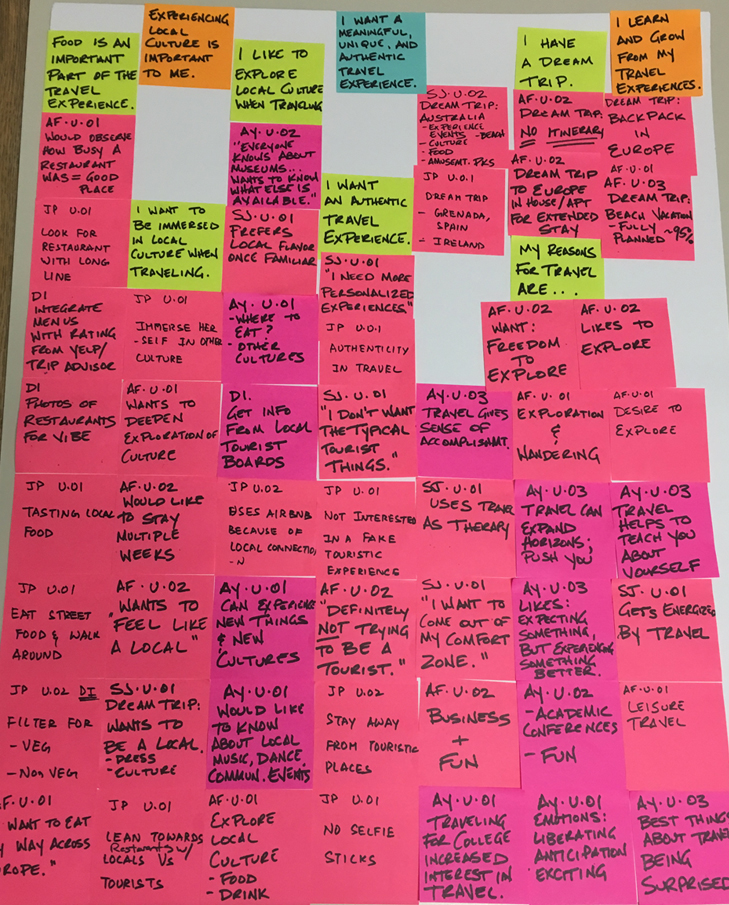 FOOD IS AN
IMPORTANT
PART OF THE
TRAVEL
EXPERIENCE.
AF·U·01
WOULD OBSERVE
HOW BUSY A
RESTAURANT
WAS = GOOD
PLACE
JP U.01
LOOK FOR
RESTAURANT
WITH LONG
LINE
DI
INTEGRATE
MENUS
WITH RATING
FROM YELP/
TRIP ADVISOR
DI
PHOTOS OF
RESTAURANTS
FOR VIBE
JP U.01
TASTING LOCAL
FOOD
JP U.01
EAT STREET
FOOD & WALK
AROUND
JP U.02 DI
FILTER FOR
- VEG
- NON VEG
F·U·01
WANT TO EAT
WAY ACROSS
ROPE."
EXPERIENCING
LOCAL
CULTURE IS
IMPORTANT
TO ME.
I WANT TO
BE IMMERSED
IN LOCAL
CULTURE WHEN
TRAVELING.
JP U.01
IMMERSE HER
-SELF IN OTHER
CULTURE
AF·U·01
WANTS TO
DEEPEN
EXPLORATION OF
CULTURE
AF·U·02
WOULD LIKE
TO STAY
MULTIPLE
WEEKS
AF·U·02
"WANTS TO
FEEL LIKE
A LOCAL"
SJ·U·01
DREAM TRIP:
WANTS TO
BE A LOCAL.
- DRESS
- CULTURE
JP U.01
LEAN TOWARDS
Restaurants w/
LOCALS Vs
TOURISTS
I LIKE TO
EXPLORE
LOCAL CULTURE
WHEN TRAVELING
AY·U·02
"EVERYONE
KNOWS ABOUT
MUSEUMS...
WANTS TO KNOW
WHAT ELSE IS
AVAILABLE."
SJ·U·01
PREFERS
LOCAL FLAVOR
ONCE FAMILIAR
AY·U·01
- WHERE TO
EAT?
- OTHER
CULTURES
DI.
GET INFO
FROM LOCAL
TOURIST
BOARDS
JP U.02
USES AIRBNB
BECAUSE OF
LOCAL CONNECTIO
- N
AY·U·01
CAN EXPERIENCE
NEW THINGS
& NEW
CULTURES
AY·U·01
WOULD LIKE
TO KNOW
ABOUT LOCAL
MUSIC, DANCE,
COMMUN. EVENTS
AF·U·01
EXPLORE
LOCAL
CULTURE
- FOOD
- DRINK
I WANT A
MEANINGFUL,
UNIQUE, AND
AUTHENTIC
TRAVEL
EXPERIENCE.
I WANT
AN AUTHENTIC
TRAVEL
EXPERIENCE.
SJ·U·01
"I NEED MORE
PERSONALIZED
EXPERIENCES"
JP U.01
AUTHENTICITY
IN TRAVEL
SJ·U·01
"I DON'T WANT
THE TYPICAL
TOURIST
THINGS."
JP U.01
NOT INTERESTED
IN A FAKE
TOURISTIC
EXPERIENCE
AF·U·02
"DEFINITELY
NOT TRYING
TO BE A
TOURIST."
JP U.02
STAY AWAY
FROM TOURISTIC
PLACES
JP U.01
NO SELFIE
STICKS
SJ·U·02
DREAM TRIP:
AUSTRALIA
- EXPERIENCE
EVENTS - BEACH
- CULTURE
- FOOD
- AMUSMT. PKS
JP U.01
DREAM TRIP
- GRENADA,
SPAIN
- IRELAND
I HAVE
A DREAM
TRIP.
AF·U·02
DREAM TRIP:
NO ITINERARY
AF·U·02
DREAM TRIP
TO EUROPE
IN HOUSE/APT
FOR EXTENDED
STAY
I LEARN
AND GROW
FROM MY
TRAVEL
EXPERIENCES.
DREAM TRIP:
BACKPACK
IN
EUROPE
AF·U·01
AF·U·03
DREAM TRIP:
BEACH VACATION
- FULLY ~95%
PLANNED
MY REASONS
FOR TRAVEL
ARE...
AF·U·02
WANT:
FREEDOM
TO
EXPLORE
AF·U·02
LIKES TO
EXPLORE
AY·U·03
TRAVEL GIVES
SENSE OF
ACCOMPLISHMT.
AF·U·01
EXPLORATION
&
WANDERING
AF·U·01
DESIRE TO
EXPLORE
SJ·U·01
USES TRAVEL
AS THERAPY
AY·U·03
TRAVEL CAN
EXPAND
HORIZONS;
PUSH YOU
AY·U·03
TRAVEL
HELPS TO
TEACH YOU
ABOUT
YOURSELF
SJ·U·01
"I WANT TO
COME OUT OF
MY COMFORT
ZONE."
AY·U·03
LIKES:
EXPECTING
SOMETHING,
BUT EXPERIENCING
SOMETHING
BETTER.
SJ·U·01
GETS ENERGIZED
BY TRAVEL
AF·U·02
BUSINESS
+
FUN
AY·U·02
- ACADEMIC
CONFERENCES
- FUN
AF·U·01
LEISURE
TRAVEL
AY·U·01
TRAVELING
FOR COLLEGE
INCREASED
INTEREST IN
TRAVEL.
AY·U·01
EMOTIONS:
LIBERATING
ANTICIPATION
EXCITING
AY·U·03
BEST THING
ABOUT TRAVE
BEING
SURPRISED